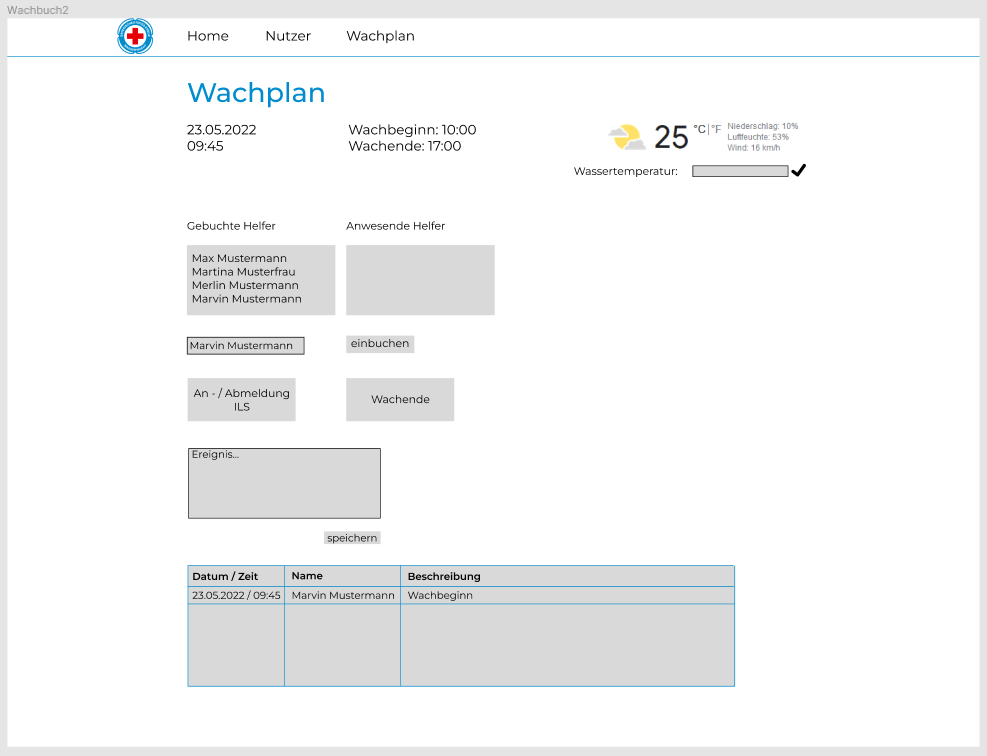 Wachbuch2
Home Nutzer Wachplan
Wachplan
23.05.2022
09:45
Wachbeginn: 10:00
Wachende: 17:00
25 °C|°F
Niederschlag: 10%
Luftfeuchte: 53%
Wind: 16 km/h
Wassertemperatur:
Gebuchte Helfer
Max Mustermann
Martina Musterfrau
Merlin Mustermann
Marvin Mustermann
Anwesende Helfer
Marvin Mustermann
einbuchen
An - / Abmeldung
ILS
Wachende
Ereignis...
speichern
Datum / Zeit Name Beschreibung
23.05.2022 / 09:45 Marvin Mustermann Wachbeginn